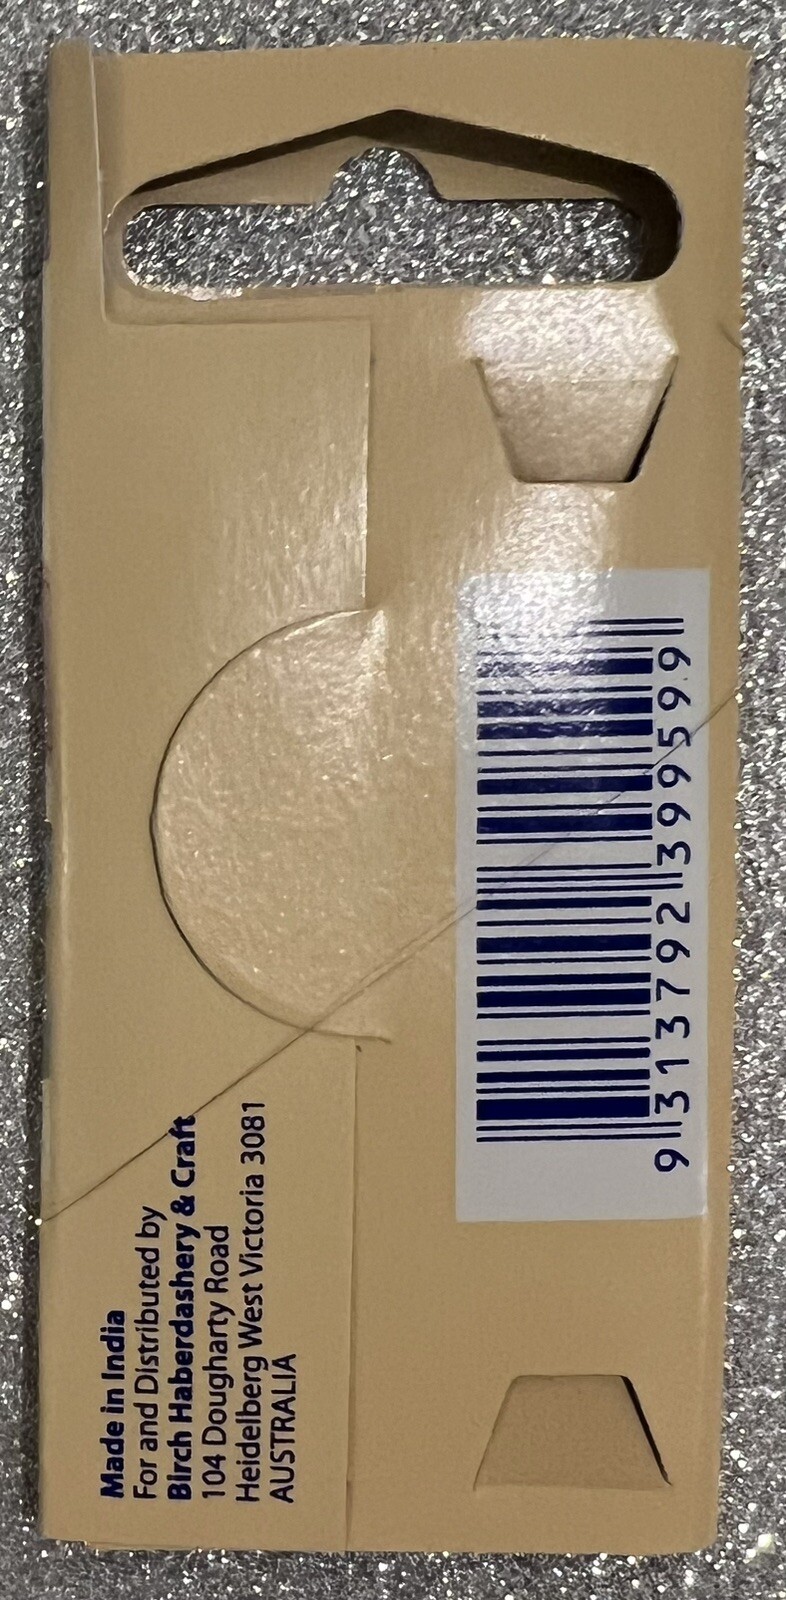 Made in India
For and Distributed by
Birch Haberdashery & Craft
104 Dougharty Road
Heidelberg West Victoria 3081
AUSTRALIA
9 313792 399599